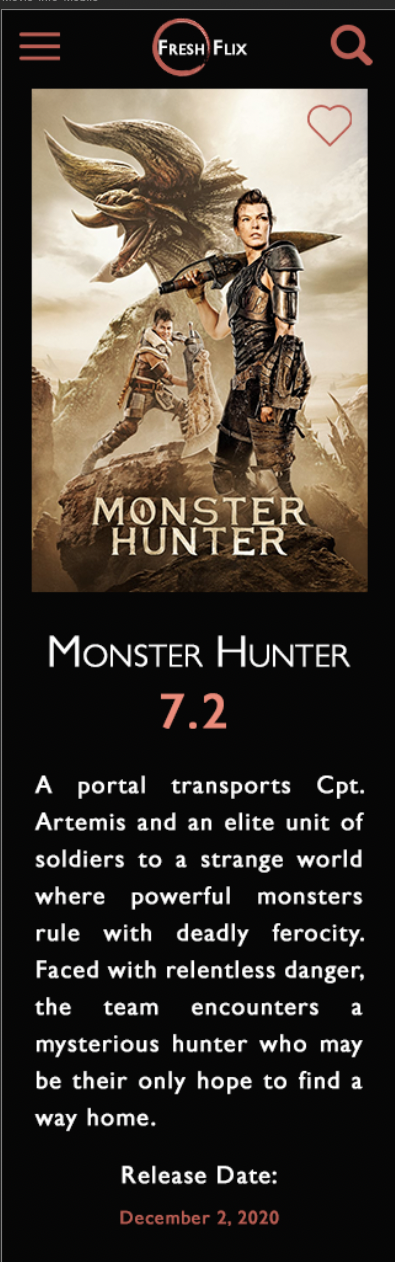 Fresh Flix
MONSTER
HUNTER
Monster Hunter
7.2
A portal transports Cpt.
Artemis and an elite unit of
soldiers to a strange world
where powerful monsters
rule with deadly ferocity.
Faced with relentless danger,
the team encounters a
mysterious hunter who may
be their only hope to find a
way home.
Release Date:
December 2, 2020